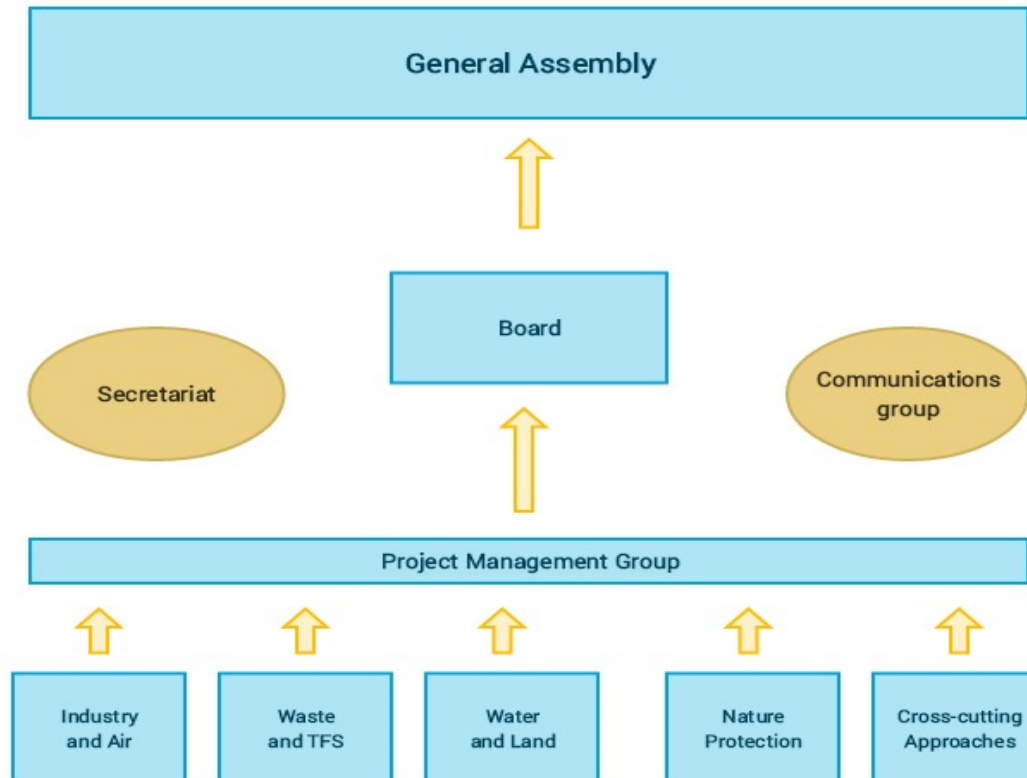 General Assembly
Board
Secretariat
Communications
group
Project Management Group
Industry
and Air
Waste
and TFS
Water
and Land
Nature
Protection
Cross-cutting
Approaches